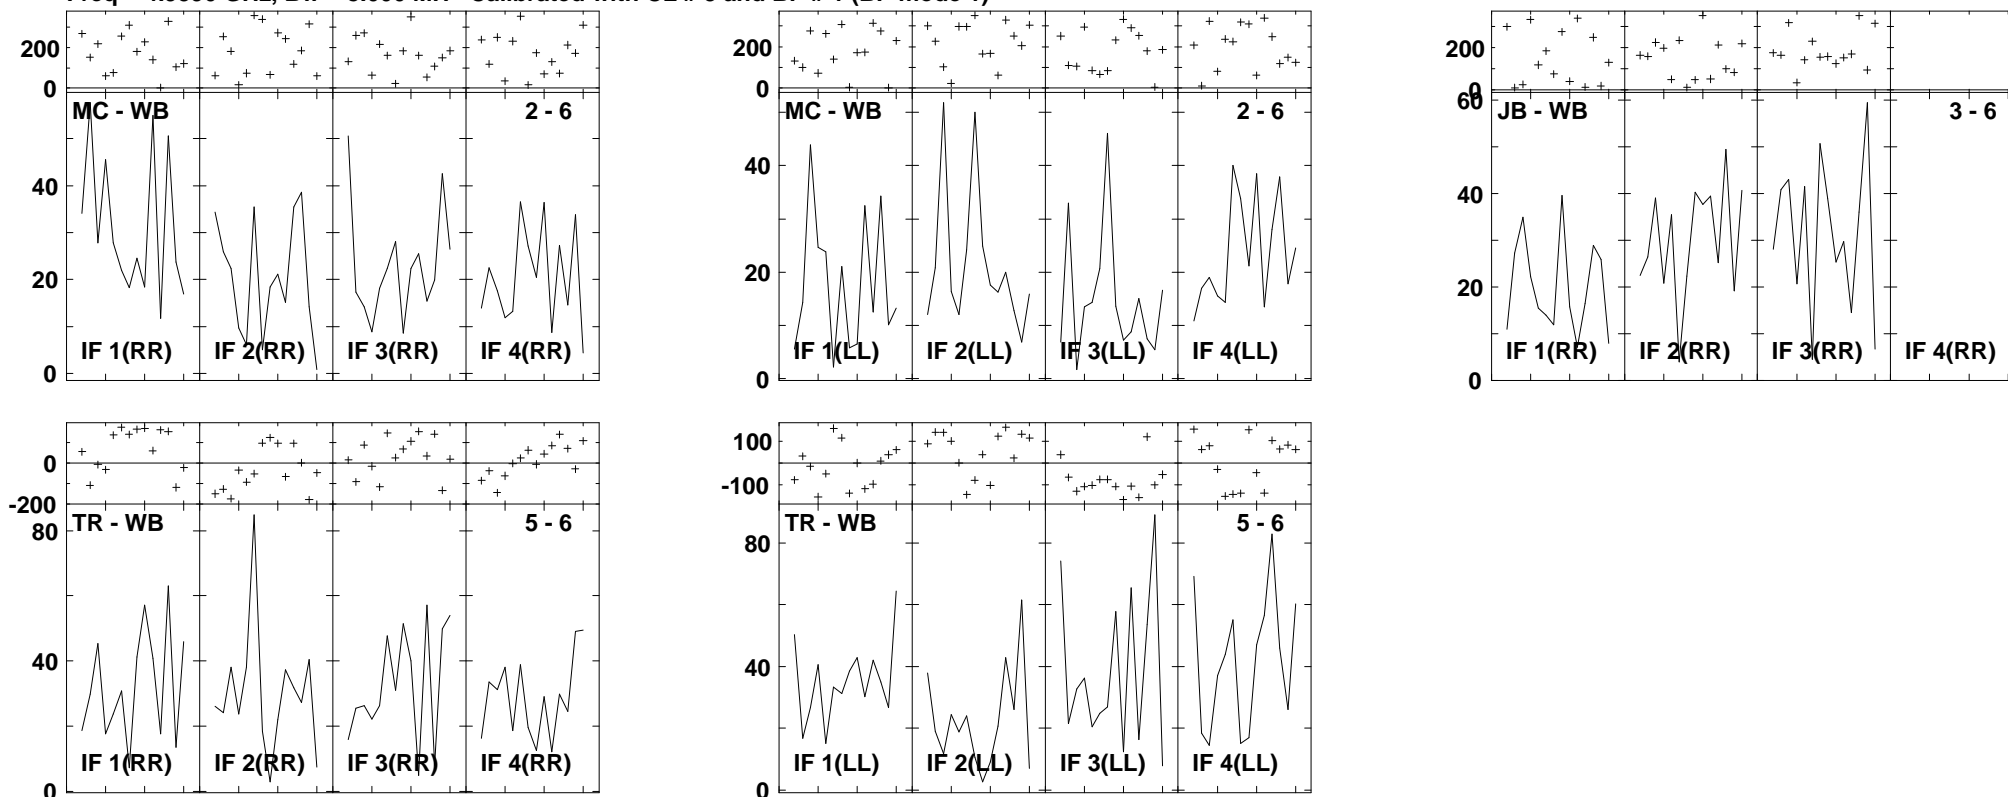 200
0
MC - WB 2 - 6
40
20
0
IF 1(RR) IF 2(RR) IF 3(RR) IF 4(RR)
200
0
MC - WB 2 - 6
40
20
0
IF 1(LL) IF 2(LL) IF 3(LL) IF 4(LL)
200
0
60
JB - WB 3 - 6
40
20
0
IF 1(RR) IF 2(RR) IF 3(RR) IF 4(RR)
0
-200
TR - WB 5 - 6
80
40
0
IF 1(RR) IF 2(RR) IF 3(RR) IF 4(RR)
100
-100
TR - WB 5 - 6
80
40
0
IF 1(LL) IF 2(LL) IF 3(LL) IF 4(LL)